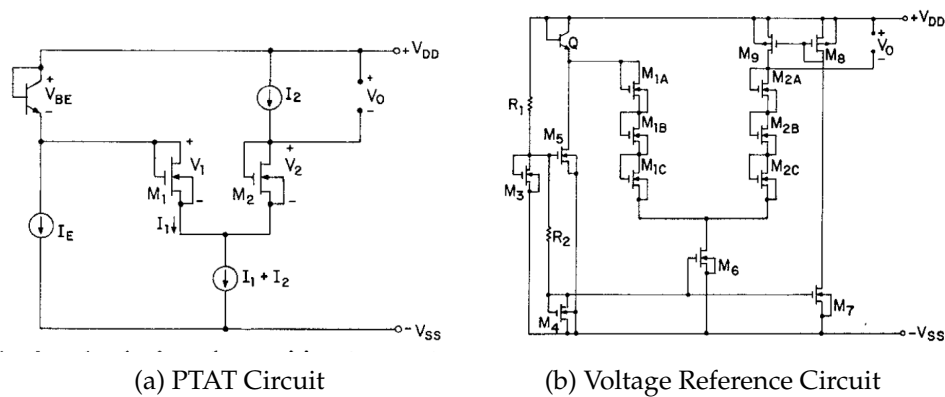 +VDD
+
VBE
-
I2
+
VO
-
+
V1
-
M1
+
V2
-
M2
I1
IE
I1 + I2
-VSS
(a) PTAT Circuit
+VDD
Q
M9
M8
+
VO
-
R1
M1A
M2A
M5
M1B
M2B
M3
M1C
M2C
R2
M6
M7
M4
-VSS
(b) Voltage Reference Circuit